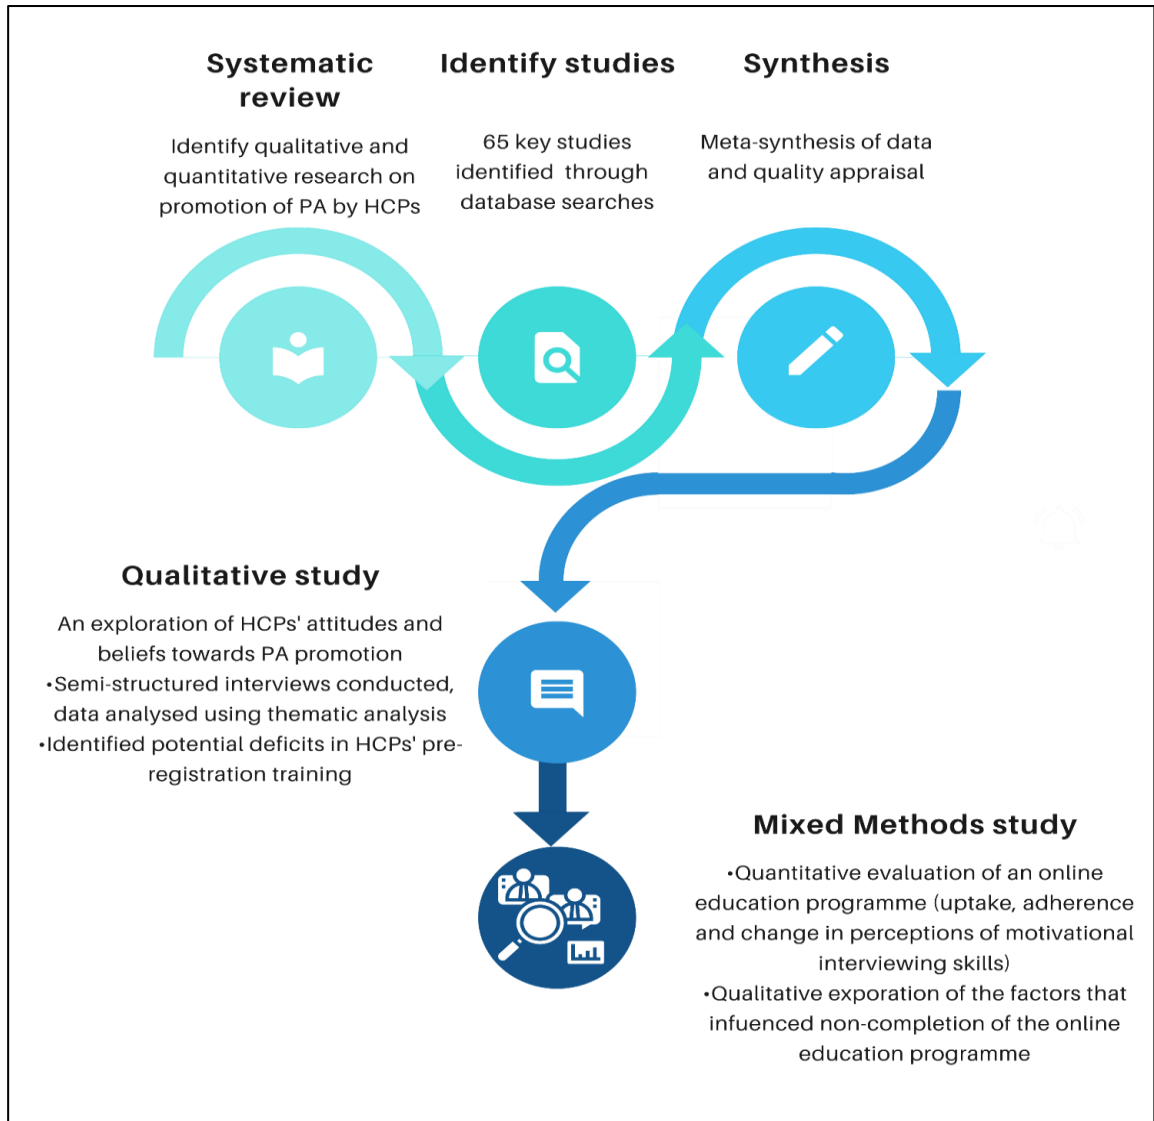 Systematic
review
Identify qualitative and
quantitative research on
promotion of PA by HCPs
Identify studies
65 key studies
identified through
database searches
Synthesis
Meta-synthesis of data
and quality appraisal
Qualitative study
An exploration of HCPs' attitudes and
beliefs towards PA promotion
•Semi-structured interviews conducted,
data analysed using thematic analysis
•Identified potential deficits in HCPs' pre-
registration training
Mixed Methods study
•Quantitative evaluation of an online
education programme (uptake, adherence
and change in perceptions of motivational
interviewing skills)
•Qualitative exporation of the factors that
infuenced non-completion of the online
education programme